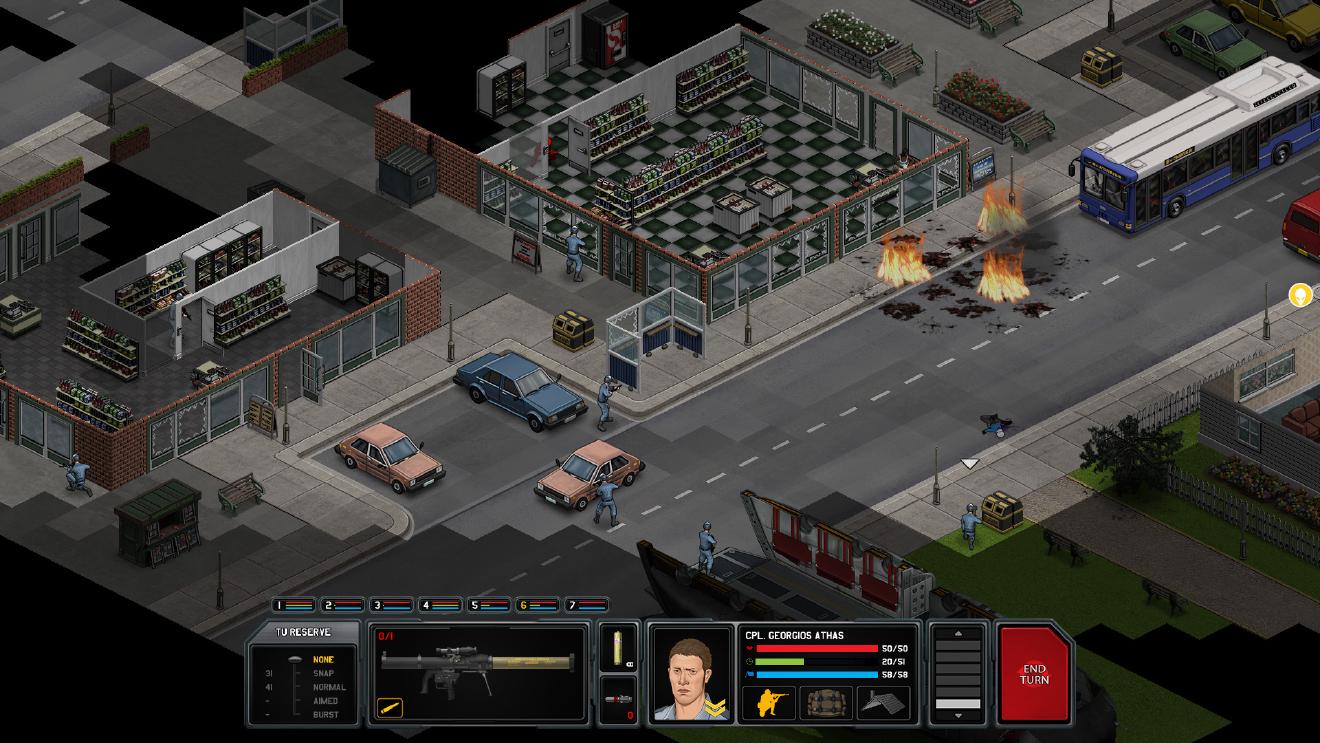 1
2
3
4
5
6
7
TU RESERVE
NONE
31 SNAP
41 NORMAL
- AIMED
- BURST
0/1
0
CPL. GEORGIOS ATHAS
50/50
20/51
58/58
END
TURN